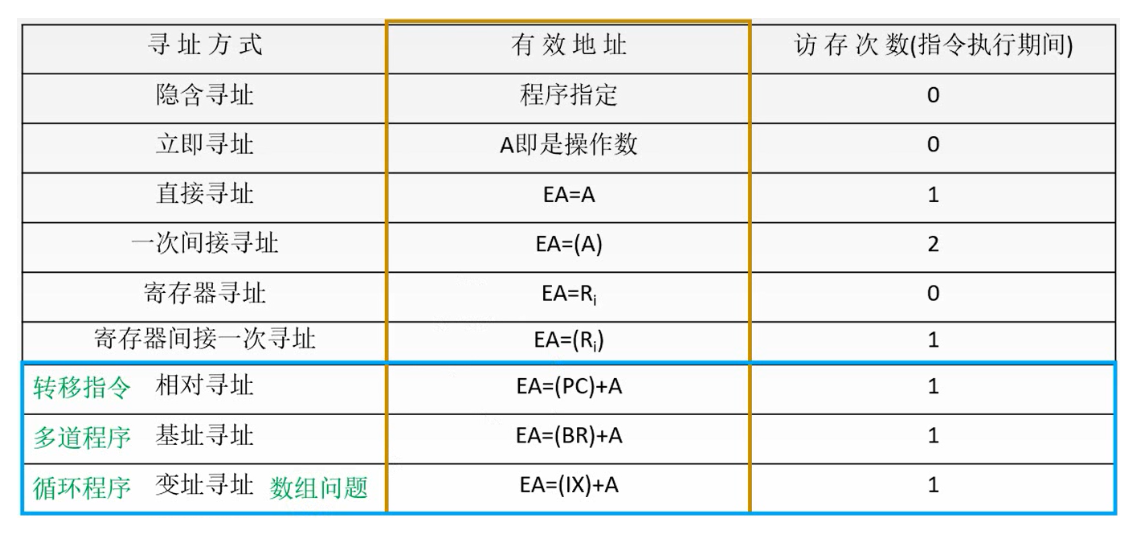 寻址方式 有效地址 访存次数(指令执行期间)
隐含寻址 程序指定 0
立即寻址 A即是操作数 0
直接寻址 EA=A 1
一次间接寻址 EA=(A) 2
寄存器寻址 EA=Ri 0
寄存器间接一次寻址 EA=(Ri) 1
转移指令 相对寻址 EA=(PC)+A 1
多道程序 基址寻址 EA=(BR)+A 1
循环程序 变址寻址 数组问题 EA=(IX)+A 1